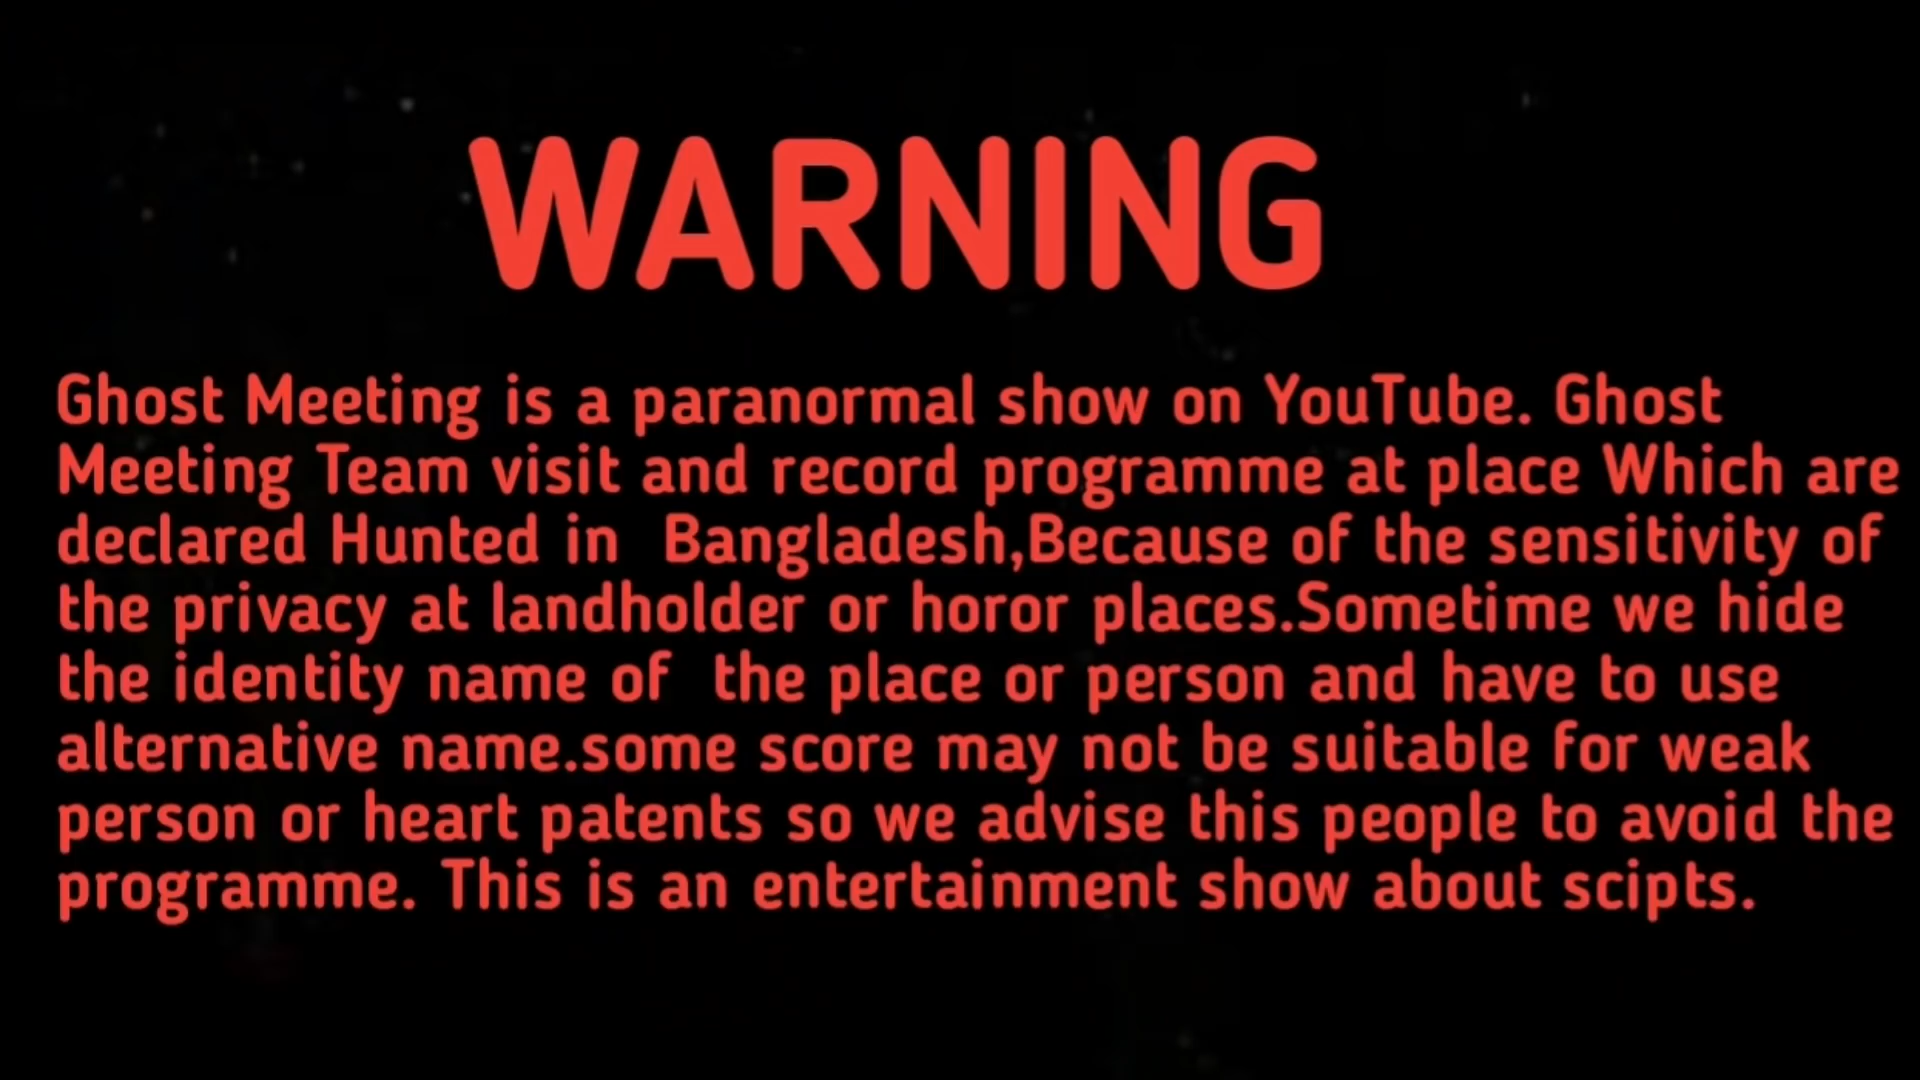 WARNING
Ghost Meeting is a paranormal show on YouTube. Ghost
Meeting Team visit and record programme at place Which are
declared Hunted in  Bangladesh,Because of the sensitivity of
the privacy at landholder or horor places.Sometime we hide
the identity name of  the place or person and have to use
alternative name.some score may not be suitable for weak
person or heart patents so we advise this people to avoid the
programme. This is an entertainment show about scipts.